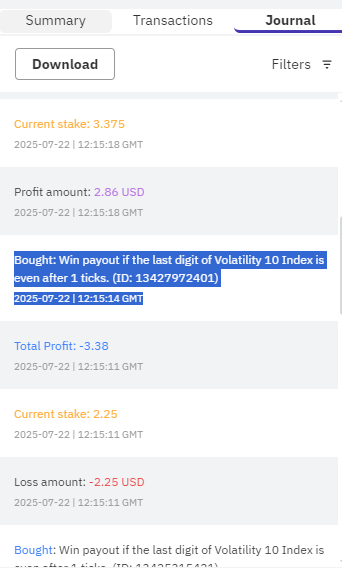 Summary Transactions Journal
Download Filters
Current stake: 3.375
2025-07-22 | 12:15:18 GMT
Profit amount: 2.86 USD
2025-07-22 | 12:15:18 GMT
Bought: Win payout if the last digit of Volatility 10 Index is
even after 1 ticks. (ID: 13427972401)
2025-07-22 | 12:15:14 GMT
Total Profit: -3.38
2025-07-22 | 12:15:11 GMT
Current stake: 2.25
2025-07-22 | 12:15:11 GMT
Loss amount: -2.25 USD
2025-07-22 | 12:15:11 GMT
Bought: Win payout if the last digit of Volatility 10 Index is
even after 1 ticks. (ID: